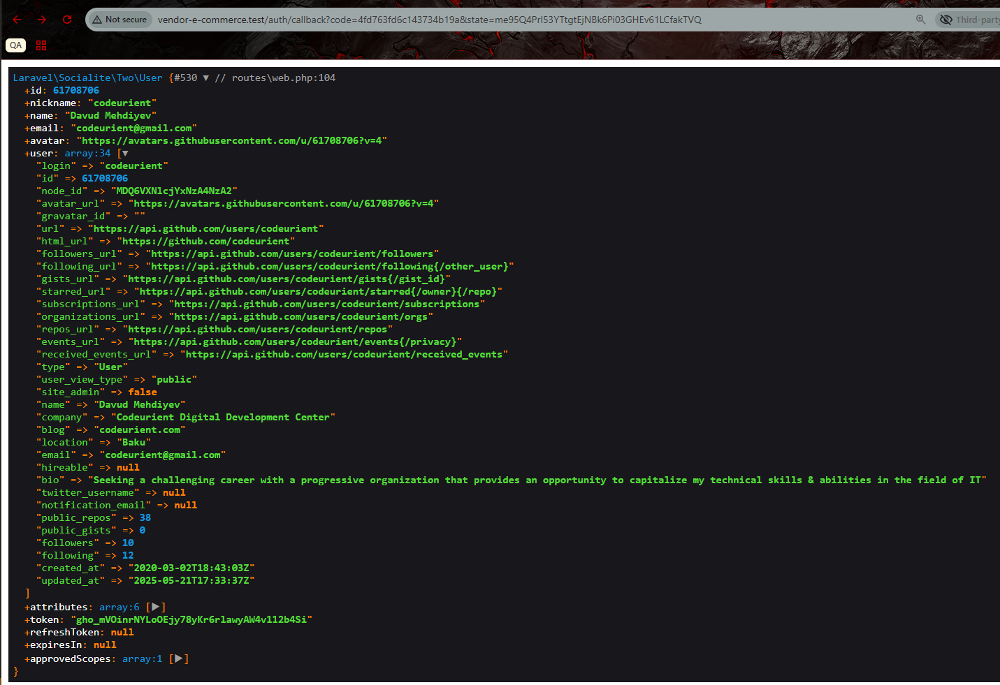 Not secure vendor-e-commerce.test/auth/callback?code=4fd763fd6c143734b19a&state=me95Q4Prl53YTtgtEjNBk6Pi03GHEv61LCfakTVQ Third-party
QA
Laravel\Socialite\Two\User {#530 ▼ // routes\web.php:104
+id: 61708706
+nickname: "codeurient"
+name: "Davud Mehdiyev"
+email: "codeurient@gmail.com"
+avatar: "https://avatars.githubusercontent.com/u/61708706?v=4"
+user: array:34 [▼
"login" => "codeurient"
"id" => 61708706
"node_id" => "MDQ6VXNlcjYxNzA4NzA2"
"avatar_url" => "https://avatars.githubusercontent.com/u/61708706?v=4"
"gravatar_id" => ""
"url" => "https://api.github.com/users/codeurient"
"html_url" => "https://github.com/codeurient"
"followers_url" => "https://api.github.com/users/codeurient/followers"
"following_url" => "https://api.github.com/users/codeurient/following{/other_user}"
"gists_url" => "https://api.github.com/users/codeurient/gists{/gist_id}"
"starred_url" => "https://api.github.com/users/codeurient/starred{/owner}{/repo}"
"subscriptions_url" => "https://api.github.com/users/codeurient/subscriptions"
"organizations_url" => "https://api.github.com/users/codeurient/orgs"
"repos_url" => "https://api.github.com/users/codeurient/repos"
"events_url" => "https://api.github.com/users/codeurient/events{/privacy}"
"received_events_url" => "https://api.github.com/users/codeurient/received_events"
"type" => "User"
"user_view_type" => "public"
"site_admin" => false
"name" => "Davud Mehdiyev"
"company" => "Codeurient Digital Development Center"
"blog" => "codeurient.com"
"location" => "Baku"
"email" => "codeurient@gmail.com"
"hireable" => null
"bio" => "Seeking a challenging career with a progressive organization that provides an opportunity to capitalize my technical skills & abilities in the field of IT"
"twitter_username" => null
"notification_email" => null
"public_repos" => 38
"public_gists" => 0
"followers" => 10
"following" => 12
"created_at" => "2020-03-02T18:43:03Z"
"updated_at" => "2025-05-21T17:33:37Z"
]
+attributes: array:6 [▶]
+token: "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"
+refreshToken: null
+expiresIn: null
+approvedScopes: array:1 [▶]
}